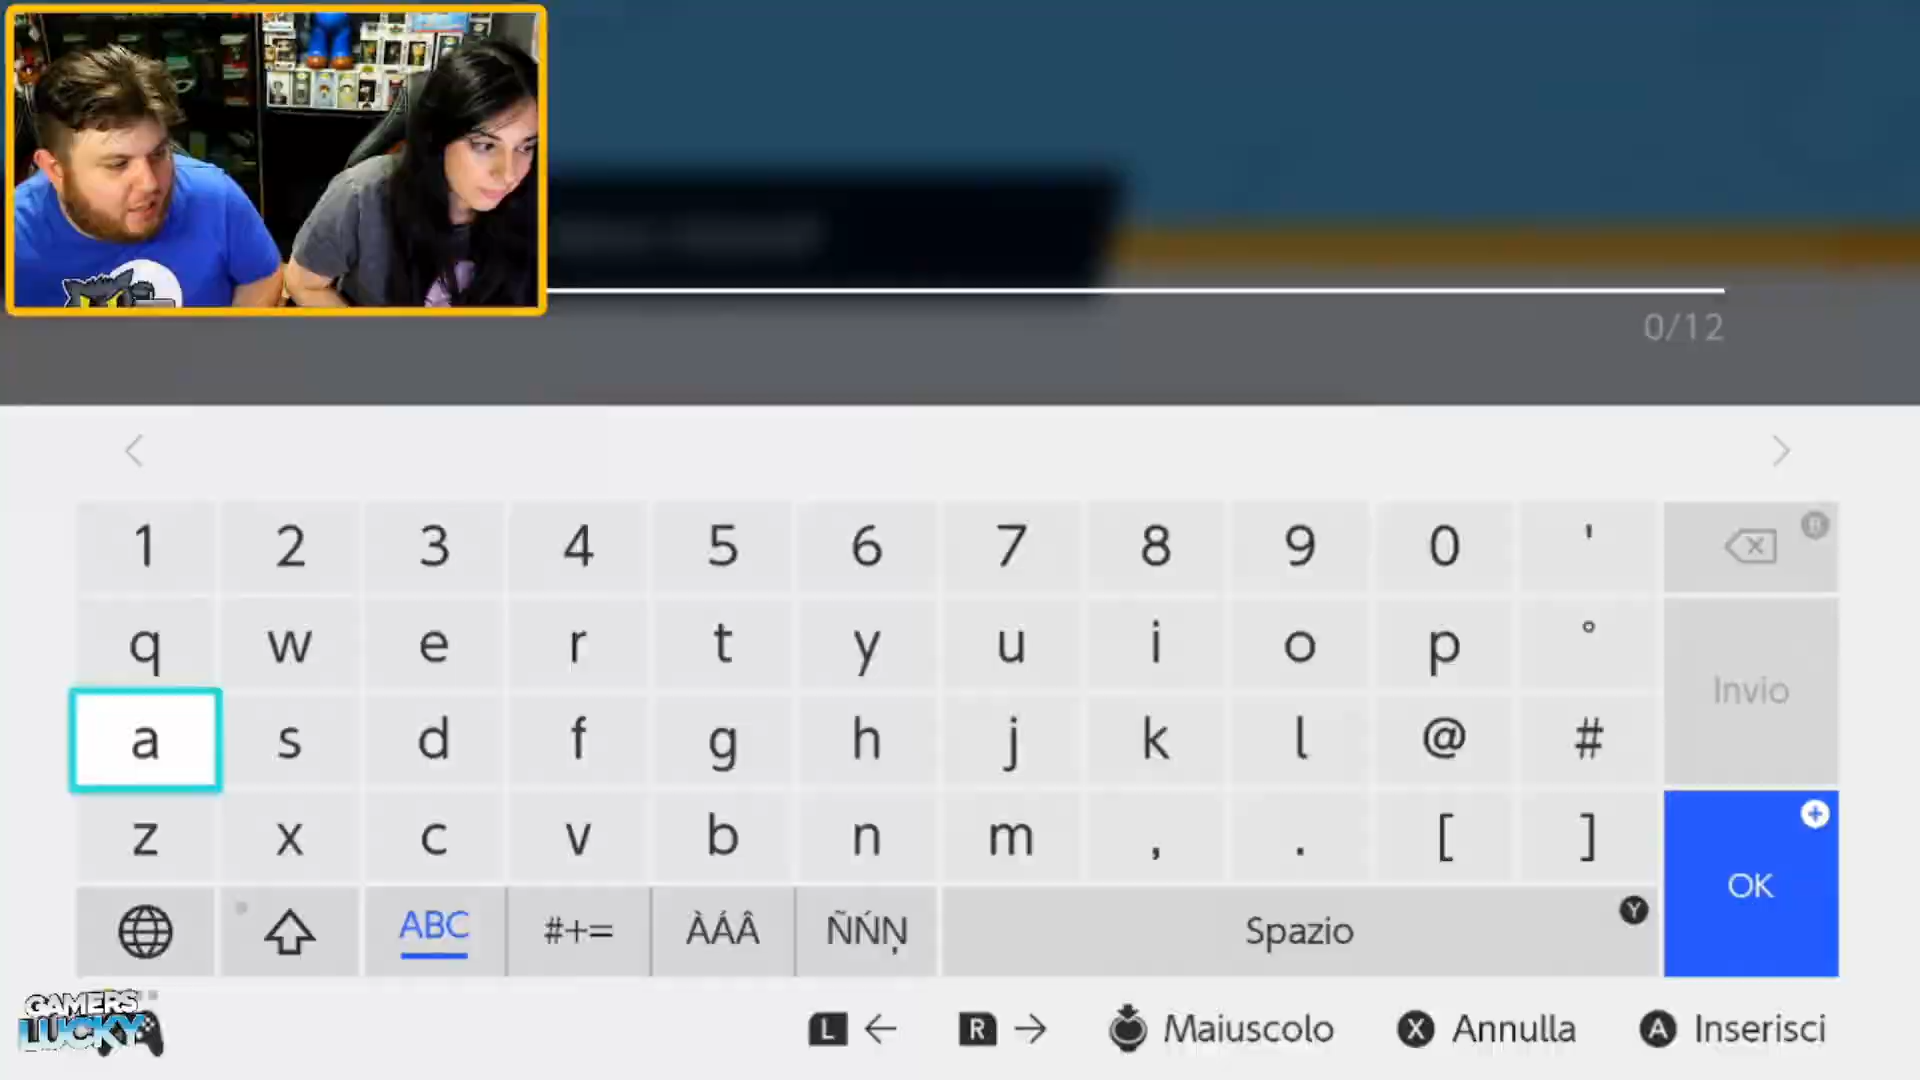 0/12
1 2 3 4 5 6 7 8 9 0 '
q w e r t y u i o p °
Invio
a s d f g h j k l @ #
z x c v b n m , . [ ]
OK
ABC #+= ÀÁÂ ÑŃŅ Spazio Y
GAMERS
LUCKY
L ← R → Maiuscolo X Annulla A Inserisci